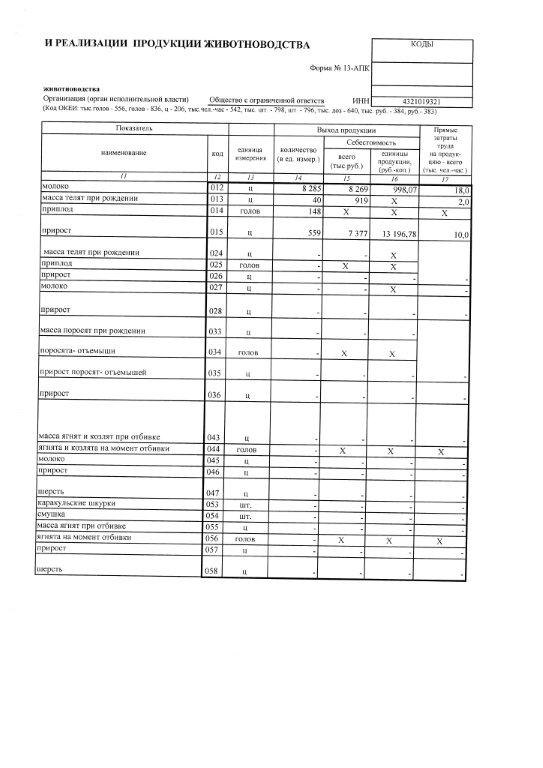 И РЕАЛИЗАЦИИ ПРОДУКЦИИ ЖИВОТНОВОДСТВА
КОДЫ
Форма № 13-АПК
животноводства
Организация (орган исполнительной власти) Общество с ограниченной ответств ИНН 4321019321
(Код ОКЕИ: тыс.голов - 556, голов - 836, ц - 206, тыс.чел.-час - 542, тыс. шт. - 798, шт. - 796, тыс. доз - 640, тыс. руб. - 384, руб.- 383)
Показатель Выход продукции Прямые затраты труда на продук-цию - всего (тыс. чел.-час.)
наименование код единица измерения количество (в ед. измер.) Себестоимость
всего (тыс руб.) единицы продукции, (руб.-коп.)
11 12 13 14 15 16 17
молоко 012 ц 8 285 8 269 998,07 18,0
масса телят при рождении 013 ц 40 919 X 2,0
приплод 014 голов 148 X X X
прирост 015 ц 559 7 377 13 196,78 10,0
масса телят при рождении 024 ц - - X
приплод 025 голов - X X
прирост 026 ц - - - -
молоко 027 ц - - X -
прирост 028 ц - - - -
масса поросят при рождении 033 ц - - -
поросята- отъемыши 034 голов - X X
прирост поросят- отъемышей 035 ц - - - -
прирост 036 ц - - - -
масса ягнят и козлят при отбивке 043 ц - - - -
ягнята и козлята на момент отбивки 044 голов - X X X
молоко 045 ц - - - -
прирост 046 ц - - - -
шерсть 047 ц - - - -
каракульские шкурки 053 шт. - - - -
смушка 054 шт. - - - -
масса ягнят при отбивке 055 ц - - - -
ягнята на момент отбивки 056 голов - X X X
прирост 057 ц - - - -
шерсть 058 ц - - - -